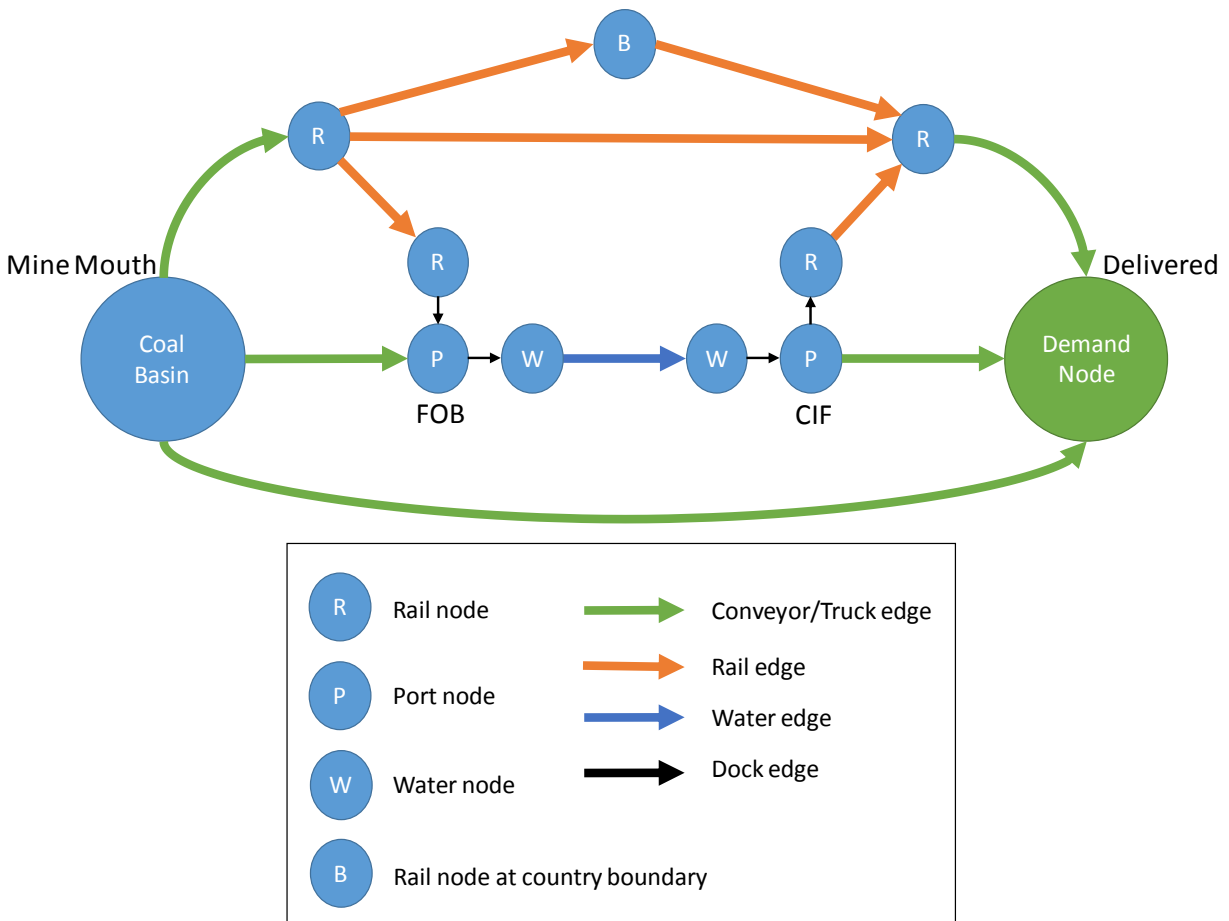 B
R
R
R
R
Mine Mouth
Delivered
Coal
Basin
P
W
W
P
Demand
Node
FOB
CIF
R
Rail node
Conveyor/Truck edge
Rail edge
P
Port node
Water edge
Dock edge
W
Water node
B
Rail node at country boundary